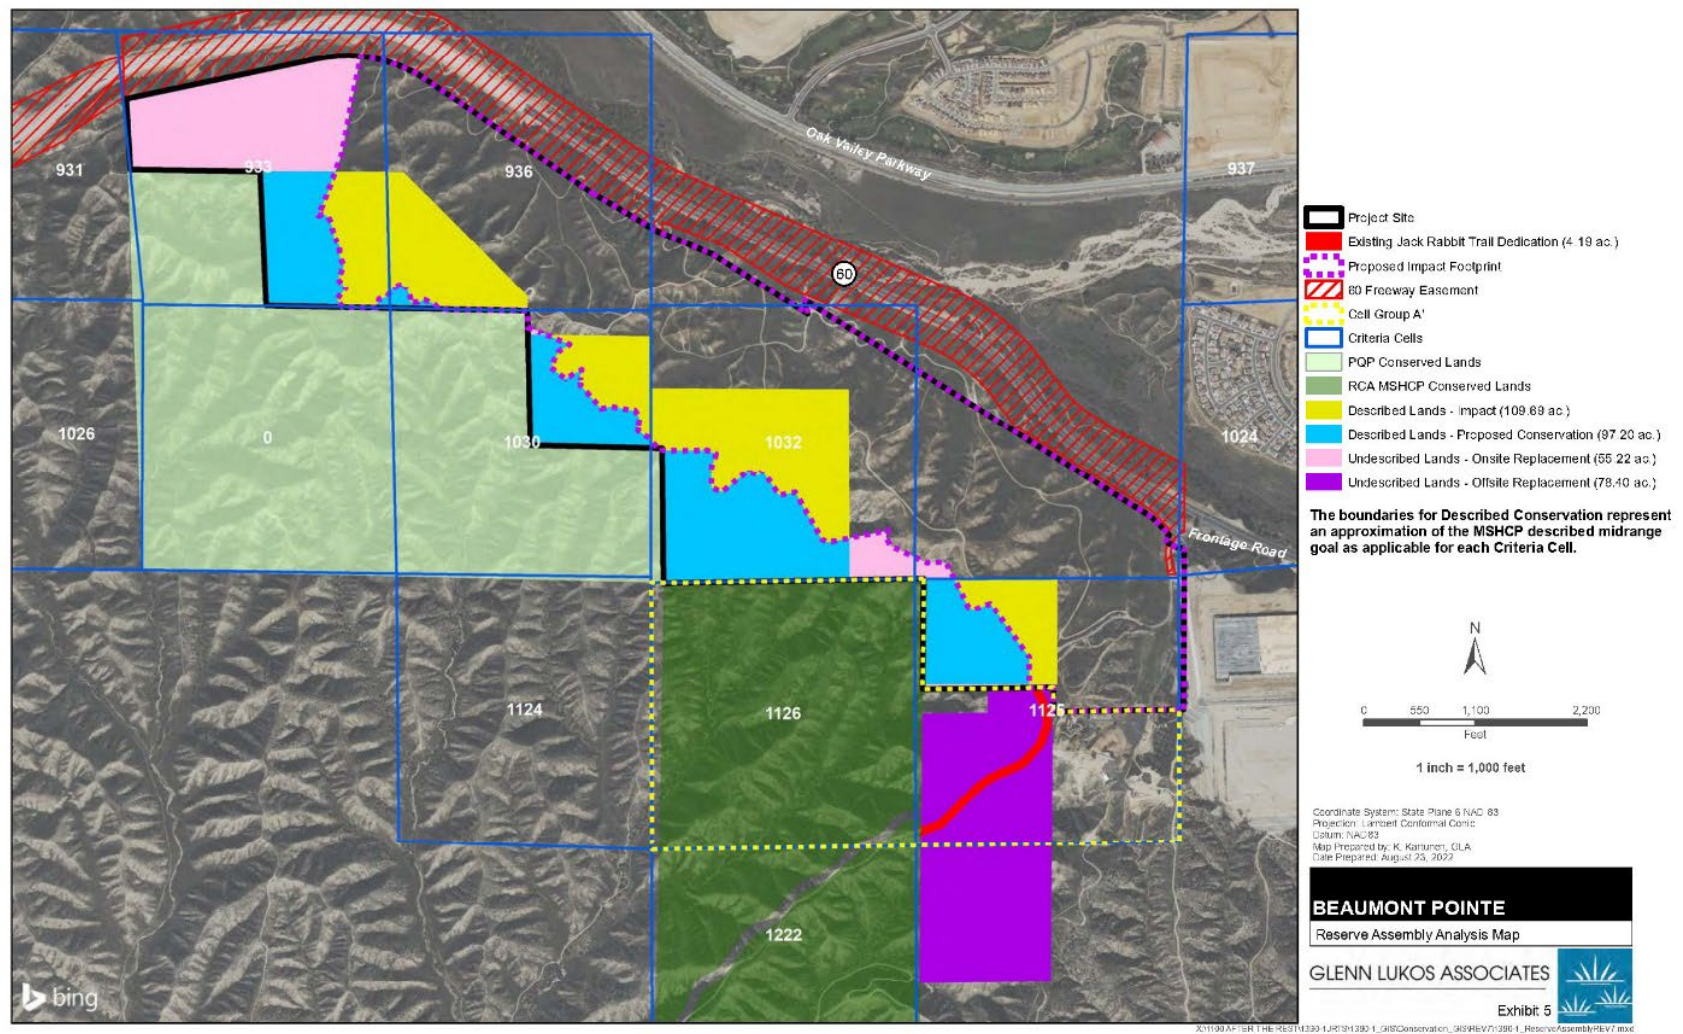 Oak Valley Parkway
931
933
936
937
60
1026
0
1030
1032
1024
Frontage Road
1124
1126
1125
1222
bing
Project Site
Existing Jack Rabbit Trail Dedication (4.19 ac.)
Proposed Impact Footprint
60 Freeway Easement
Cell Group A'
Criteria Cells
PQP Conserved Lands
RCA MSHCP Conserved Lands
Described Lands - Impact (109.69 ac.)
Described Lands - Proposed Conservation (97.20 ac.)
Undescribed Lands - Onsite Replacement (55.22 ac.)
Undescribed Lands - Offsite Replacement (78.40 ac.)
The boundaries for Described Conservation represent
an approximation of the MSHCP described midrange
goal as applicable for each Criteria Cell.
N
0 550 1,100 2,200
Feet
1 inch = 1,000 feet
Coordinate System: State Plane 6 NAD 83
Projection: Lambert Conformal Conic
Datum: NAD83
Map Prepared by: K. Kartunen, GLA
Date Prepared: August 23, 2022
BEAUMONT POINTE
Reserve Assembly Analysis Map
GLENN LUKOS ASSOCIATES
Exhibit 5